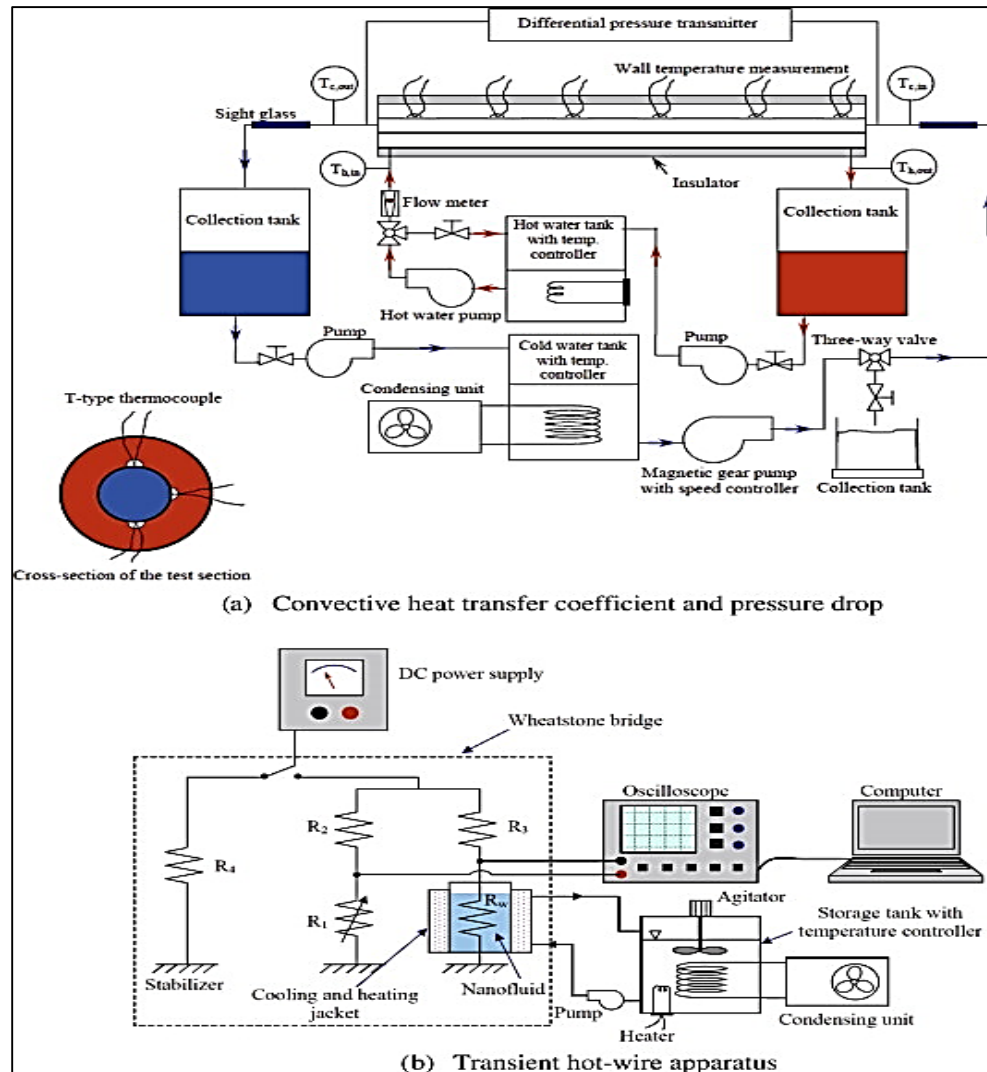 Differential pressure transmitter
Wall temperature measurement
Tc,out
Tc,in
Sight glass
Th,in
Th,out
Insulator
Collection tank
Flow meter
Hot water tank
with temp.
controller
Collection tank
Hot water pump
Pump
Pump
Three-way valve
Cold water tank
with temp.
controller
Condensing unit
T-type thermocouple
Magnetic gear pump
with speed controller
Collection tank
Cross-section of the test section
(a) Convective heat transfer coefficient and pressure drop
DC power supply
Wheatstone bridge
Oscilloscope
Computer
R2
R3
R4
R1
Rw
Agitator
Storage tank with
temperature controller
Stabilizer
Cooling and heating
jacket
Nanofluid
Pump
Heater
Condensing unit
(b) Transient hot-wire apparatus